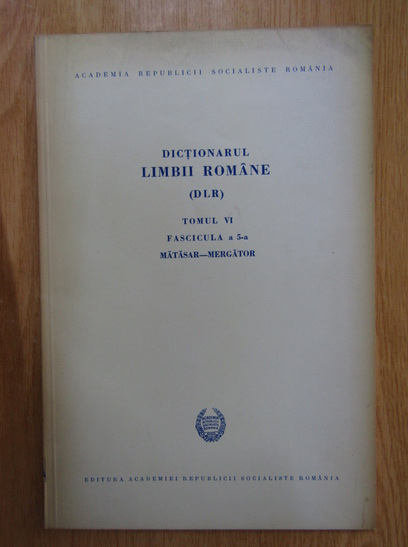 ACADEMIA REPUBLICII SOCIALISTE ROMÂNIA
DICȚIONARUL
LIMBII ROMÂNE
(DLR)
TOMUL VI
FASCICULA a 5-a
MĂTĂSAR—MERGĂTOR
EDITURA ACADEMIEI REPUBLICII SOCIALISTE ROMÂNIA